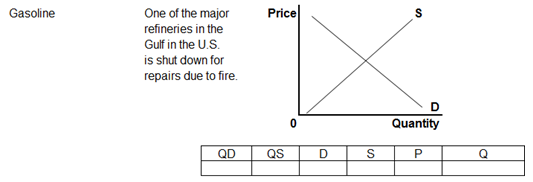 Gasoline
One of the major
refineries in the
Gulf in the U.S.
is shut down for
repairs due to fire.
Price
S
D
0
Quantity
QD QS D S P Q